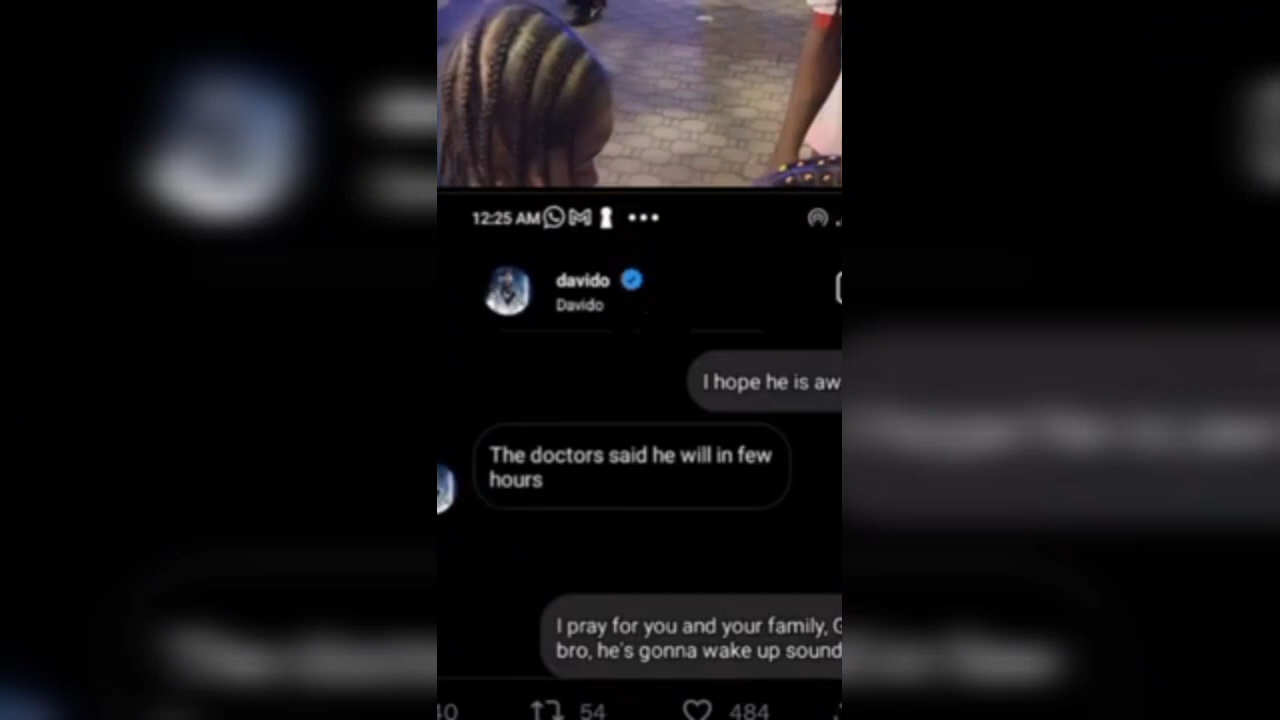 12:25 AM
davido
Davido
I hope he is aw
The doctors said he will in few
hours
I pray for you and your family, G
bro, he's gonna wake up sound
40 54 484